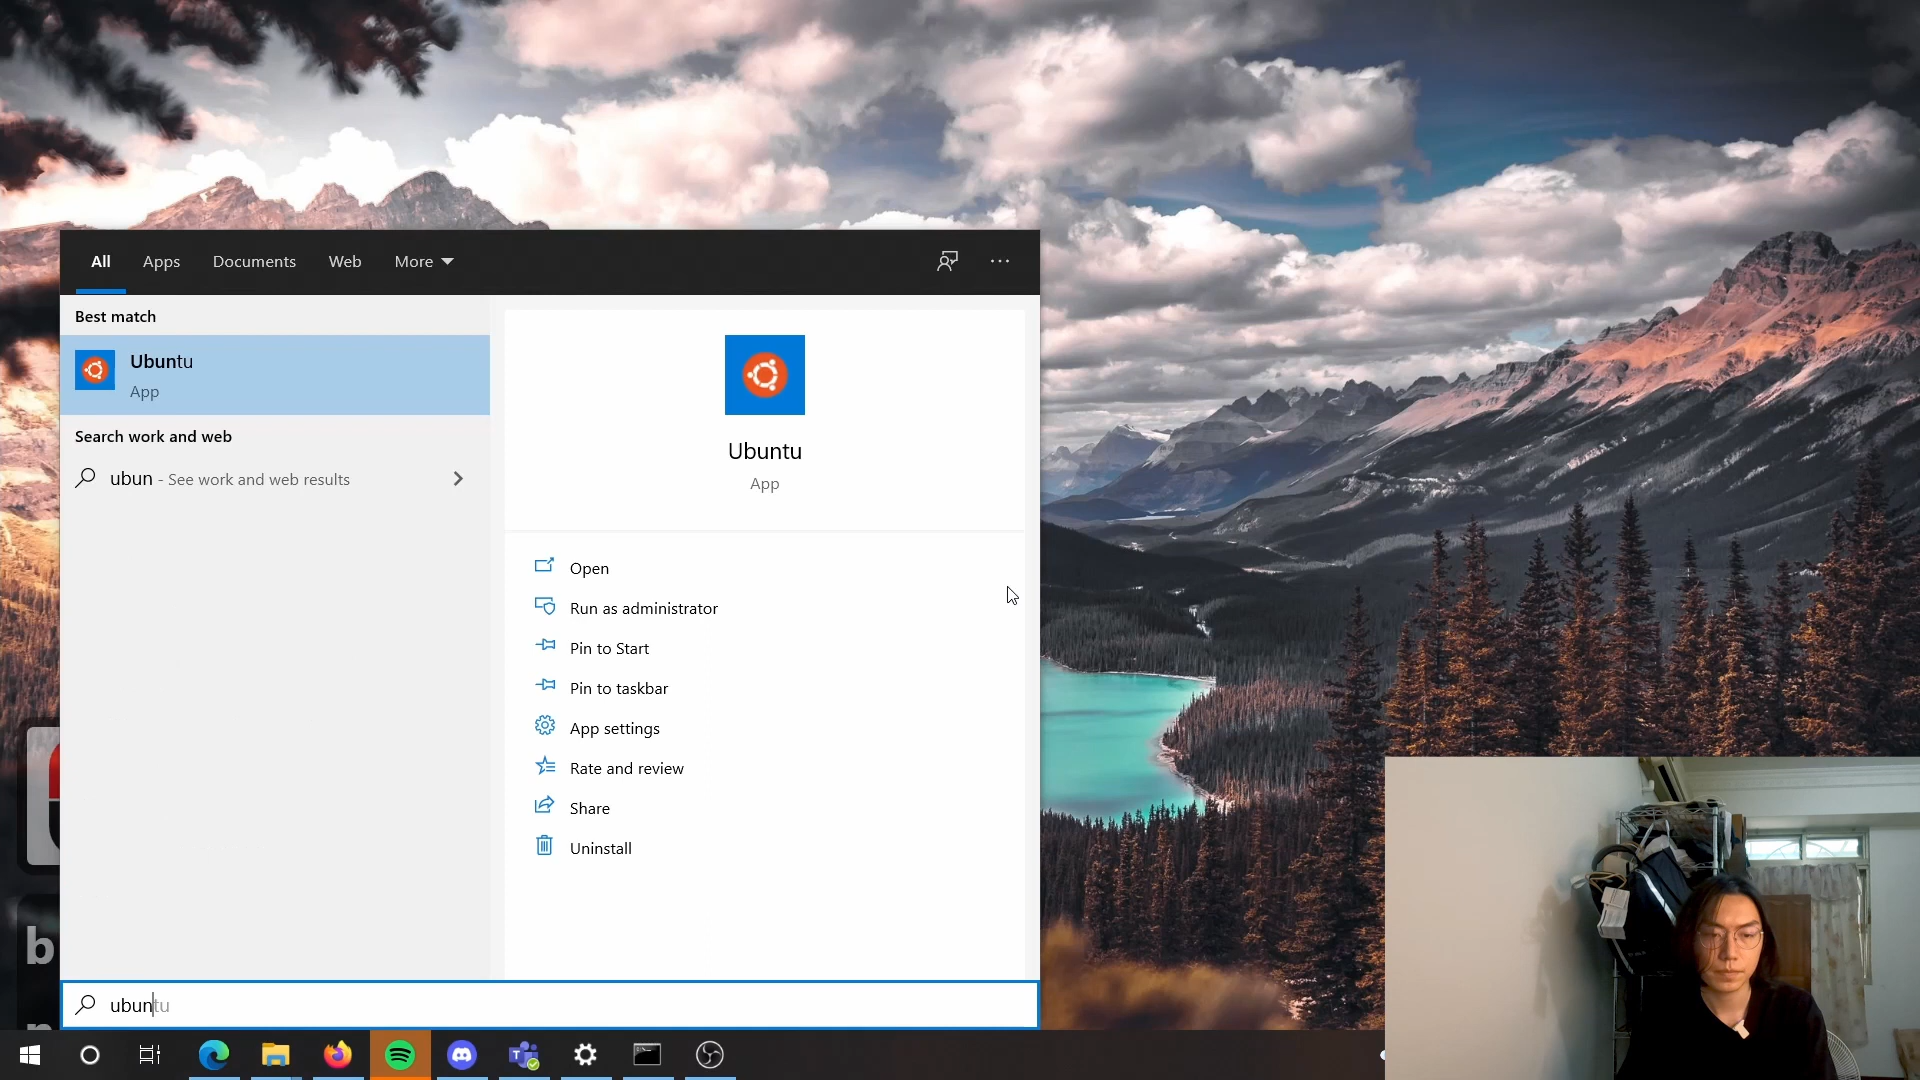 All
Apps
Documents
Web
More
Best match
Ubuntu
App
Search work and web
ubun - See work and web results
Ubuntu
App
Open
Run as administrator
Pin to Start
Pin to taskbar
App settings
Rate and review
Share
Uninstall
b
ubuntu